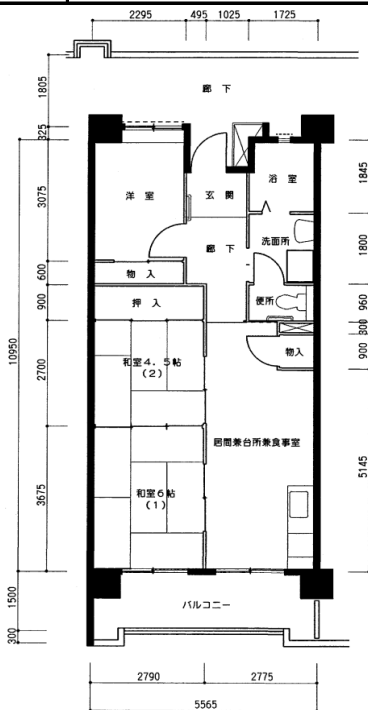 2295 495 1025 1725
1805
廊下
325
3075
600
900
2700
3675
10950
1500
300
洋室
玄関
浴室
1845
廊下
洗面所
1800
物入
便所
960
押入
300
物入
900
和室4.5帖
(2)
居間兼台所兼食事室
5145
和室6帖
(1)
バルコニー
2790 2775
5565